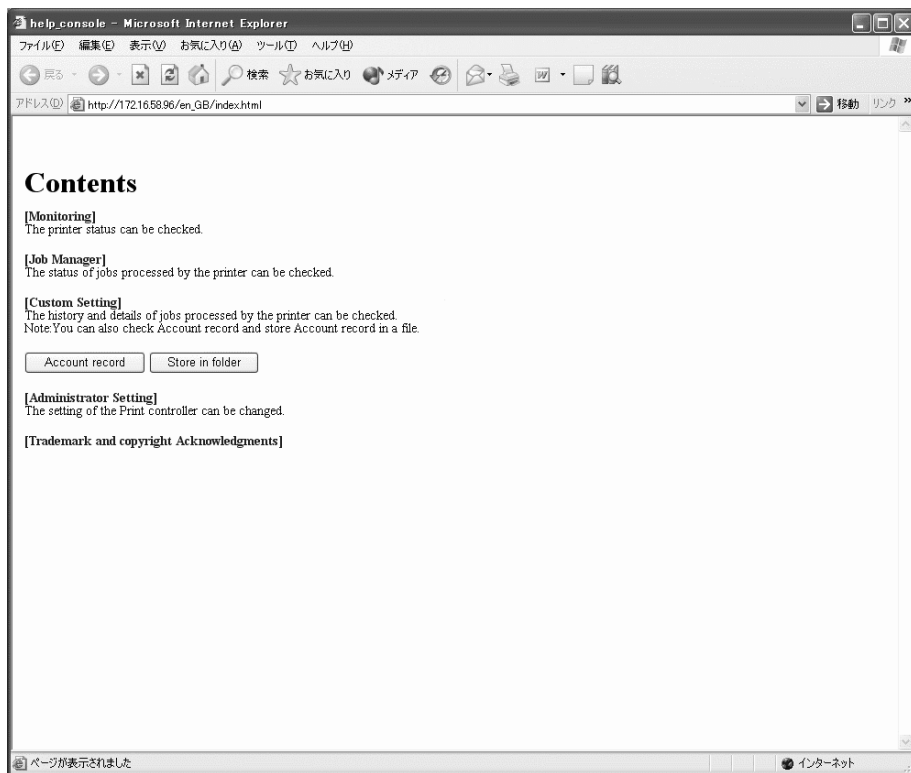 help_console - Microsoft Internet Explorer
ファイル(F) 編集(E) 表示(V) お気に入り(A) ツール(T) ヘルプ(H)
戻る 検索 お気に入り メディア
アドレス(D) http://172.16.58.96/en_GB/index.html 移動 リンク »
Contents
[Monitoring]
The printer status can be checked.
[Job Manager]
The status of jobs processed by the printer can be checked.
[Custom Setting]
The history and details of jobs processed by the printer can be checked.
Note:You can also check Account record and store Account record in a file.
Account record Store in folder
[Administrator Setting]
The setting of the Print controller can be changed.
[Trademark and copyright Acknowledgments]
ページが表示されました インターネット